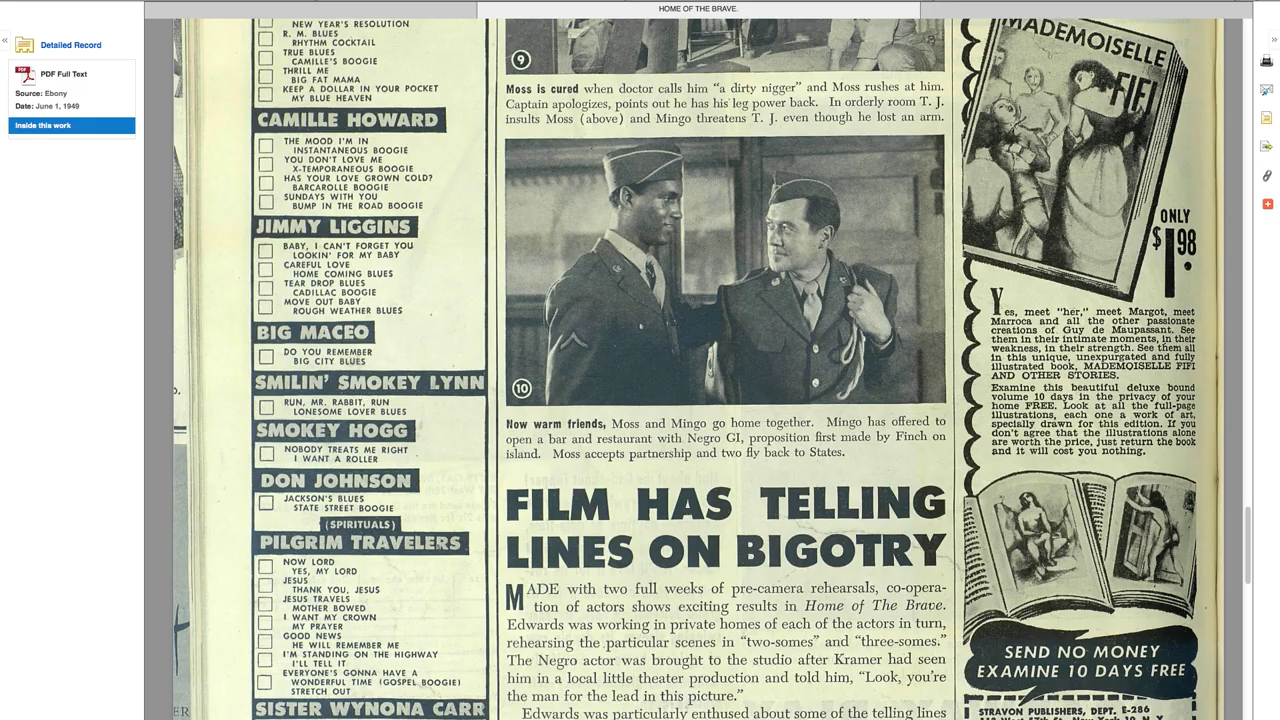 HOME OF THE BRAVE.
Detailed Record
PDF Full Text
Source: Ebony
Date: June 1, 1949
Inside this work
NEW YEAR'S RESOLUTION
R. M. BLUES
RHYTHM COCKTAIL
TRUE BLUES
CAMILLE'S BOOGIE
THRILL ME
BIG FAT MAMA
KEEP A DOLLAR IN YOUR POCKET
MY BLUE HEAVEN
CAMILLE HOWARD
THE MOOD I'M IN
INSTANTANEOUS BOOGIE
YOU DON'T LOVE ME
X-TEMPORANEOUS BOOGIE
HAS YOUR LOVE GROWN COLD?
BARCAROLLE BOOGIE
SUNDAYS WITH YOU
BUMP IN THE ROAD BOOGIE
JIMMY LIGGINS
BABY, I CAN'T FORGET YOU
LOOKIN' FOR MY BABY
CAREFUL LOVE
HOME COMING BLUES
TEAR DROP BLUES
CADILLAC BOOGIE
MOVE OUT BABY
ROUGH WEATHER BLUES
BIG MACEO
DO YOU REMEMBER
BIG CITY BLUES
SMILIN' SMOKEY LYNN
RUN, MR. RABBIT, RUN
LONESOME LOVER BLUES
SMOKEY HOGG
NOBODY TREATS ME RIGHT
I WANT A ROLLER
DON JOHNSON
JACKSON'S BLUES
STATE STREET BOOGIE
(SPIRITUALS)
PILGRIM TRAVELERS
NOW LORD
YES, MY LORD
JESUS
THANK YOU, JESUS
JESUS TRAVELS
MOTHER BOWED
I WANT MY CROWN
MY PRAYER
GOOD NEWS
HE WILL REMEMBER ME
I'M STANDING ON THE HIGHWAY
I'LL TELL IT
EVERYONE'S GONNA HAVE A
WONDERFUL TIME (GOSPEL BOOGIE)
STRETCH OUT
SISTER WYNONA CARR
9
Moss is cured when doctor calls him "a dirty nigger" and Moss rushes at him.
Captain apologizes, points out he has his leg power back. In orderly room T. J.
insults Moss (above) and Mingo threatens T. J. even though he lost an arm.
10
Now warm friends, Moss and Mingo go home together. Mingo has offered to
open a bar and restaurant with Negro GI, proposition first made by Finch on
island. Moss accepts partnership and two fly back to States.
FILM HAS TELLING
LINES ON BIGOTRY
MADE with two full weeks of pre-camera rehearsals, co-opera-
tion of actors shows exciting results in Home of The Brave.
Edwards was working in private homes of each of the actors in turn,
rehearsing the particular scenes in "two-somes" and "three-somes."
The Negro actor was brought to the studio after Kramer had seen
him in a local little theater production and told him, "Look, you're
the man for the lead in this picture."
Edwards was particularly enthused about some of the telling lines
MADEMOISELLE
FIFI
ONLY
$1.98
Yes, meet "her," meet Margot, meet
Marroca and all the other passionate
creations of Guy de Maupassant. See
them in their intimate moments, in their
weakness, in their strength. See them all
in this unique, unexpurgated and fully
illustrated book, MADEMOISELLE FIFI
AND OTHER STORIES.
Examine this beautiful deluxe bound
volume 10 days in the privacy of your
home FREE. Look at all the full-page
illustrations, each one a work of art,
specially drawn for this edition. If you
don't agree that the illustrations alone
are worth the price, just return the book
and it will cost you nothing.
SEND NO MONEY
EXAMINE 10 DAYS FREE
STRAVON PUBLISHERS, DEPT. E-286